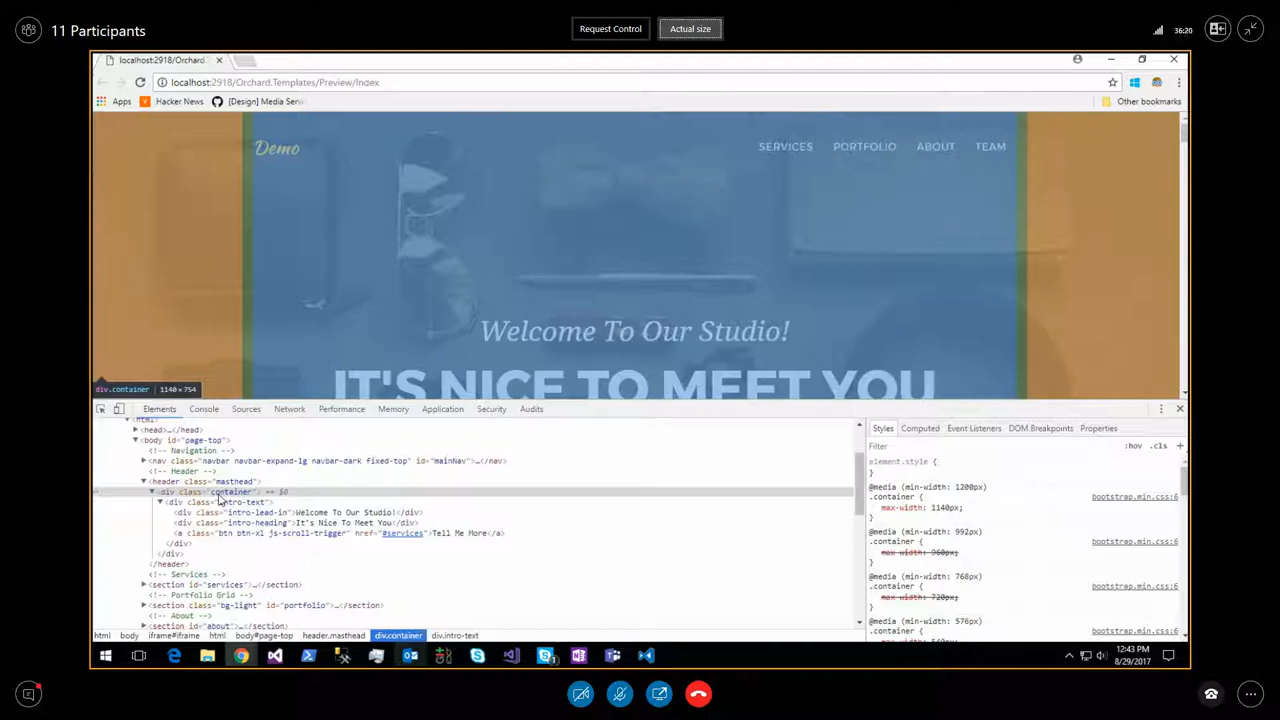 11 Participants
Request Control
Actual size
36:20
localhost:2918/Orchard.
localhost:2918/Orchard.Templates/Preview/Index
Apps Hacker News [Design] Media Serv Other bookmarks
Demo
SERVICES PORTFOLIO ABOUT TEAM
Welcome To Our Studio!
IT'S NICE TO MEET YOU
div.container | 1140×754
Elements Console Sources Network Performance Memory Application Security Audits
<html>
<head>…</head>
<body id="page-top">
<!-- Navigation -->
<nav class="navbar navbar-expand-lg navbar-dark fixed-top" id="mainNav">…</nav>
<!-- Header -->
<header class="masthead">
<div class="container"> == $0
<div class="intro-text">
<div class="intro-lead-in">Welcome To Our Studio!</div>
<div class="intro-heading">It's Nice To Meet You</div>
<a class="btn btn-xl js-scroll-trigger" href="#services">Tell Me More</a>
</div>
</div>
</header>
<!-- Services -->
<section id="services">…</section>
<!-- Portfolio Grid -->
<section class="bg-light" id="portfolio">…</section>
<!-- About -->
<section id="about">…</section>
html body iframe#iframe html body#page-top header.masthead div.container div.intro-text
Styles Computed Event Listeners DOM Breakpoints Properties
Filter :hov .cls +
element.style {
}
@media (min-width: 1200px)
.container { bootstrap.min.css:6
max-width: 1140px;
}
@media (min-width: 992px)
.container { bootstrap.min.css:6
max-width: 960px;
}
@media (min-width: 768px)
.container { bootstrap.min.css:6
max-width: 720px;
}
@media (min-width: 576px)
.container { bootstrap.min.css:6
max-width: 540px;
12:43 PM
8/29/2017